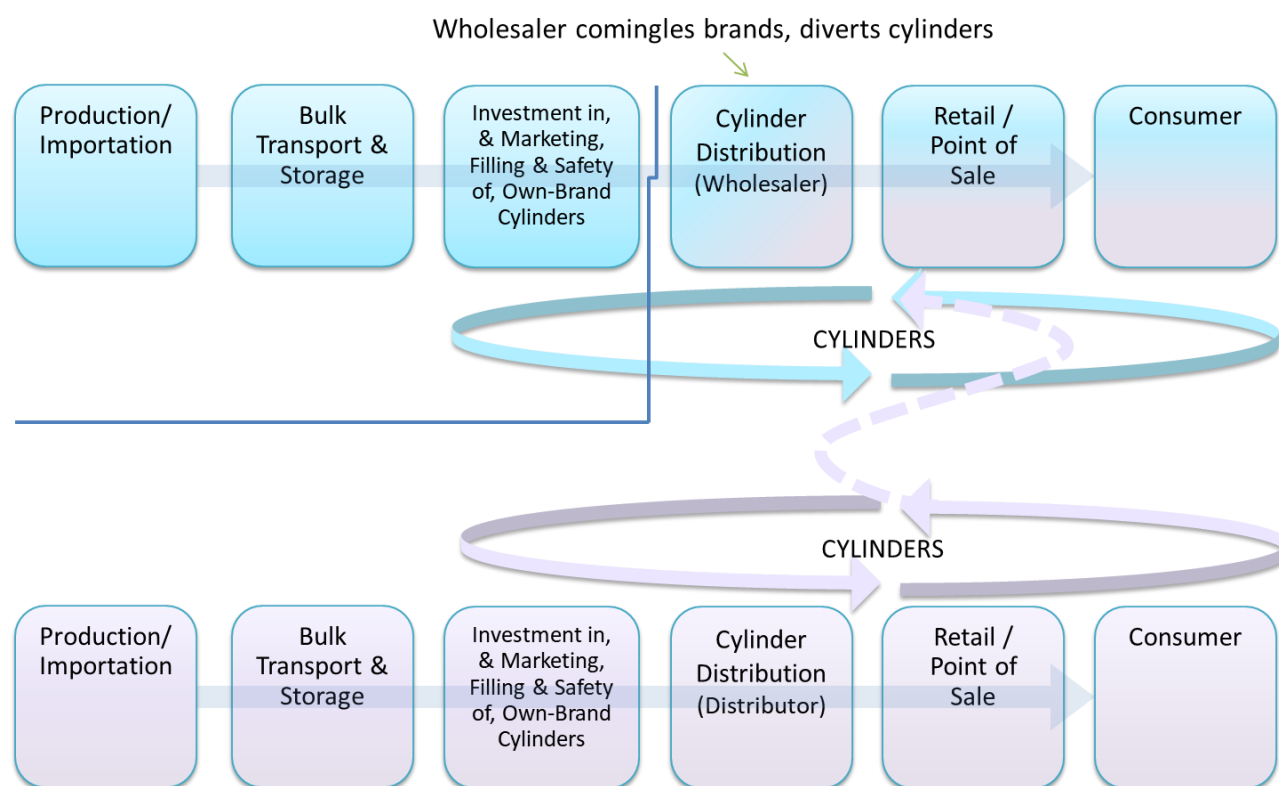 Wholesaler comingles brands, diverts cylinders
Production/
Importation
Bulk
Transport &
Storage
Investment in,
& Marketing,
Filling & Safety
of, Own-Brand
Cylinders
Cylinder
Distribution
(Wholesaler)
Retail /
Point of
Sale
Consumer
CYLINDERS
CYLINDERS
Production/
Importation
Bulk
Transport &
Storage
Investment in,
& Marketing,
Filling & Safety
of, Own-Brand
Cylinders
Cylinder
Distribution
(Distributor)
Retail /
Point of
Sale
Consumer